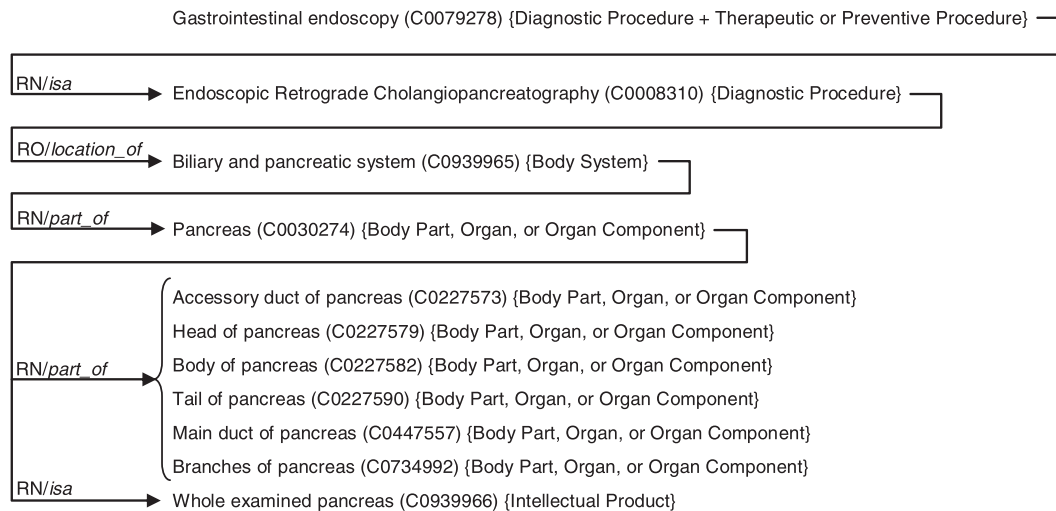 Gastrointestinal endoscopy (C0079278) {Diagnostic Procedure + Therapeutic or Preventive Procedure}
RN/isa
Endoscopic Retrograde Cholangiopancreatography (C0008310) {Diagnostic Procedure}
RO/location_of
Biliary and pancreatic system (C0939965) {Body System}
RN/part_of
Pancreas (C0030274) {Body Part, Organ, or Organ Component}
Accessory duct of pancreas (C0227573) {Body Part, Organ, or Organ Component}
Head of pancreas (C0227579) {Body Part, Organ, or Organ Component}
Body of pancreas (C0227582) {Body Part, Organ, or Organ Component}
RN/part_of
Tail of pancreas (C0227590) {Body Part, Organ, or Organ Component}
Main duct of pancreas (C0447557) {Body Part, Organ, or Organ Component}
Branches of pancreas (C0734992) {Body Part, Organ, or Organ Component}
RN/isa
Whole examined pancreas (C0939966) {Intellectual Product}